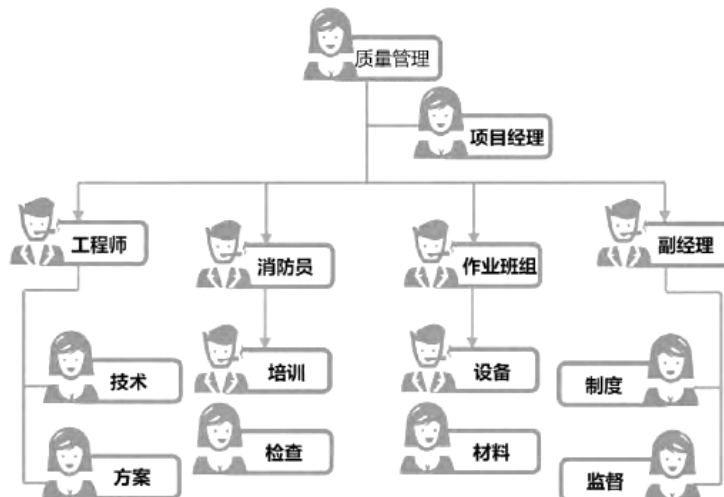 质量管理
项目经理
工程师
消防员
作业班组
副经理
技术
培训
设备
制度
方案
检查
材料
监督